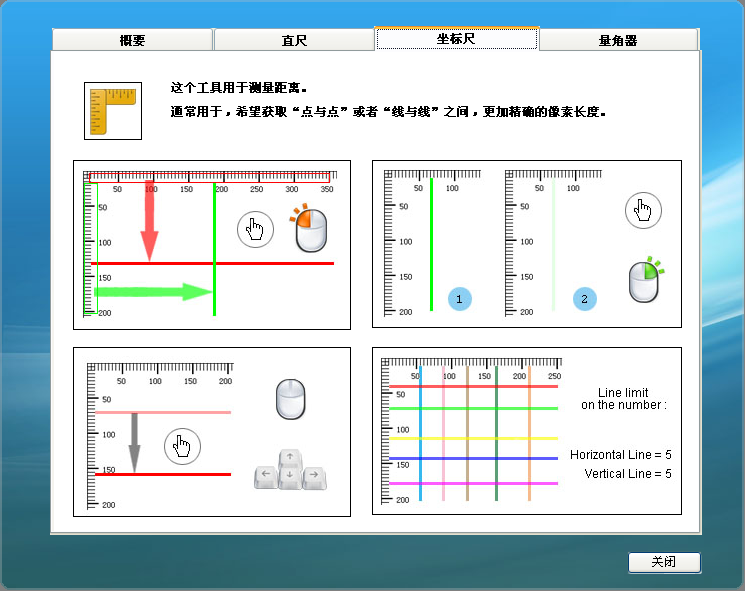 概要 直尺 坐标尺 量角器
这个工具用于测量距离。
通常用于，希望获取“点与点”或者“线与线”之间，更加精确的像素长度。
50 100 150 200 250 300 350
50
100
150
200
50 100
50
100
150
200
1
50 100
50
100
150
200
2
50 100 150 200
50
100
150
200
50 100 150 200 250
50
100
150
200
Line limit
on the number :
Horizontal Line = 5
Vertical Line = 5
关闭